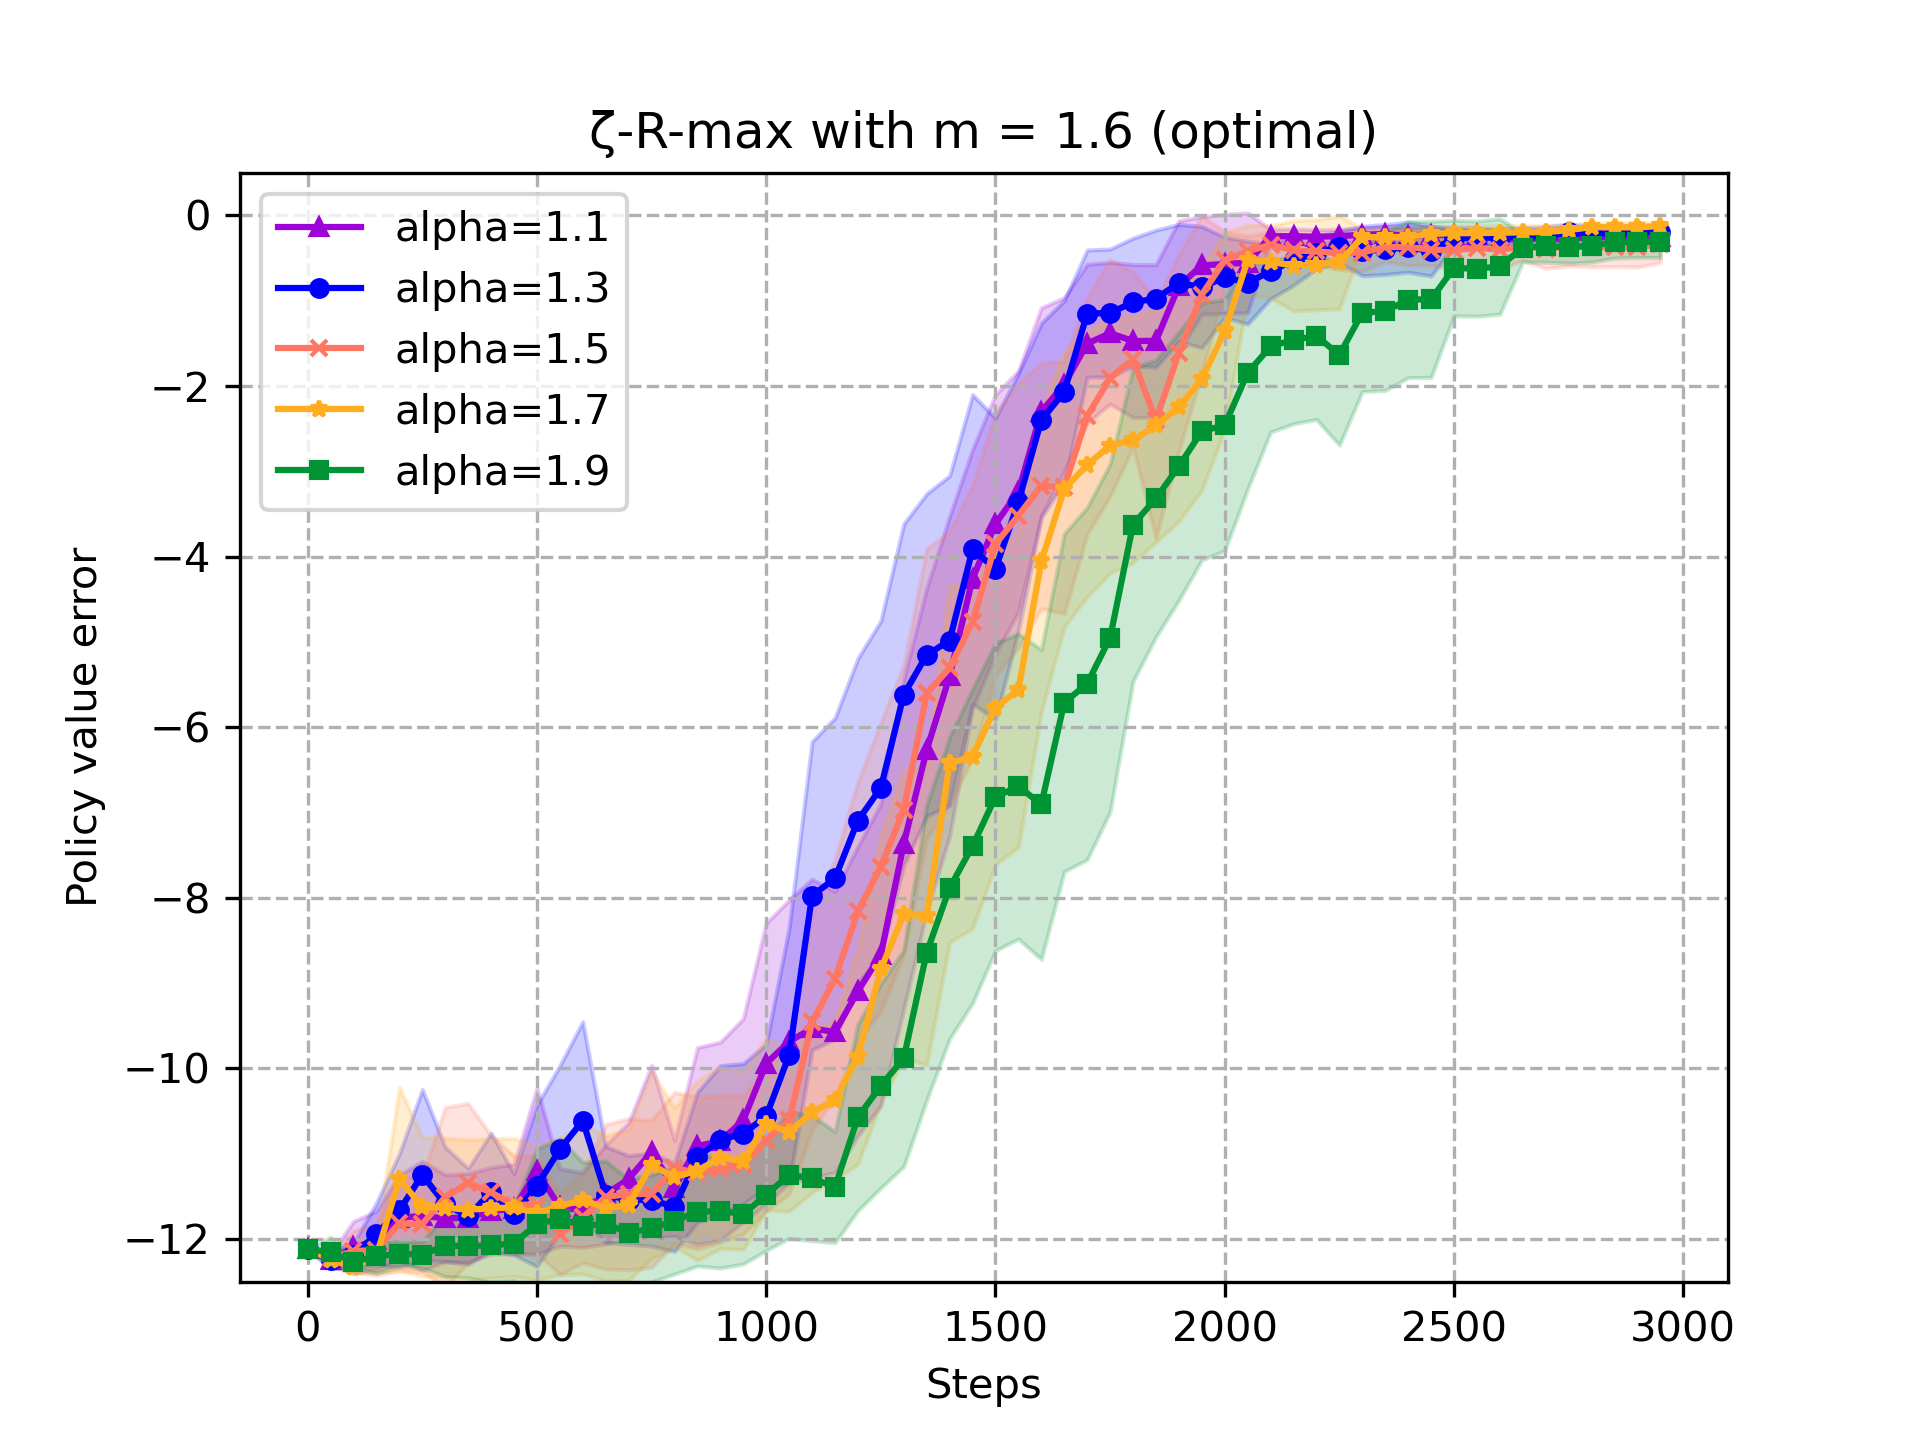 ζ-R-max with m = 1.6 (optimal)
alpha=1.1
alpha=1.3
alpha=1.5
alpha=1.7
alpha=1.9
0
−2
−4
−6
−8
−10
−12
Policy value error
0 500 1000 1500 2000 2500 3000
Steps